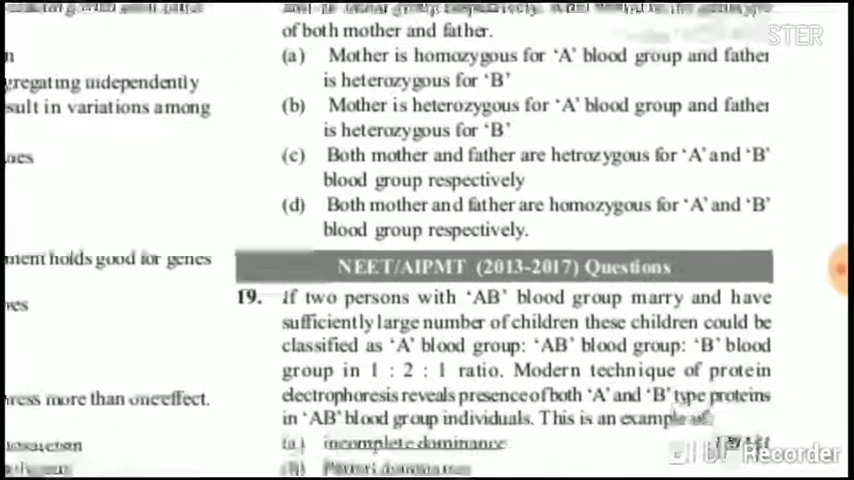 of both mother and father.
(a) Mother is homozygous for ‘A’ blood group and father
is heterozygous for ‘B’
(b) Mother is heterozygous for ‘A’ blood group and father
is heterozygous for ‘B’
(c) Both mother and father are hetrozygous for ‘A’ and ‘B’
blood group respectively
(d) Both mother and father are homozygous for ‘A’ and ‘B’
blood group respectively.
gregating independently
sult in variations among
ment holds good for genes
more than one effect.
NEET/AIPMT (2013-2017) Questions
19. If two persons with ‘AB’ blood group marry and have
sufficiently large number of children these children could be
classified as ‘A’ blood group: ‘AB’ blood group: ‘B’ blood
group in 1 : 2 : 1 ratio. Modern technique of protein
electrophoresis reveals presence of both ‘A’ and ‘B’ type proteins
in ‘AB’ blood group individuals. This is an example of
(a) incomplete dominance
STER
Recorder